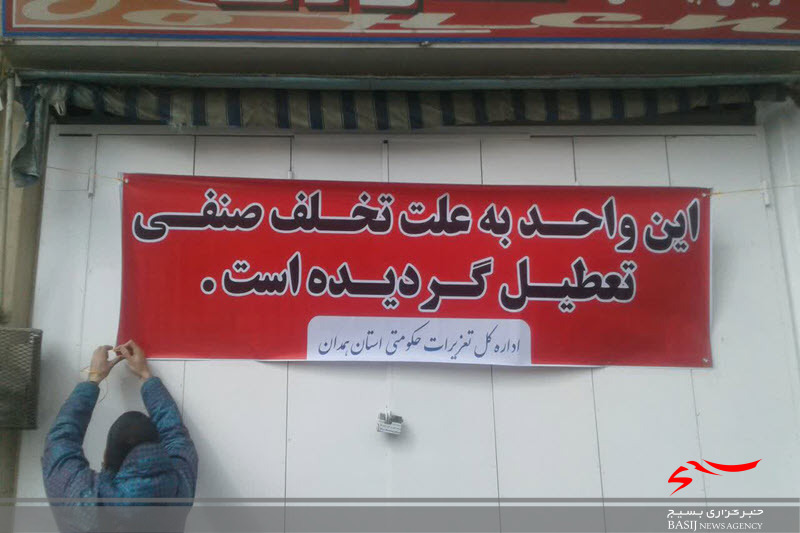 این واحد به علت تخلف صنفی
تعطیل گردیده است.
اداره کل تعزیرات حکومتی استان همدان
خبرگزاری بسیج
BASIJ NEWS AGENCY